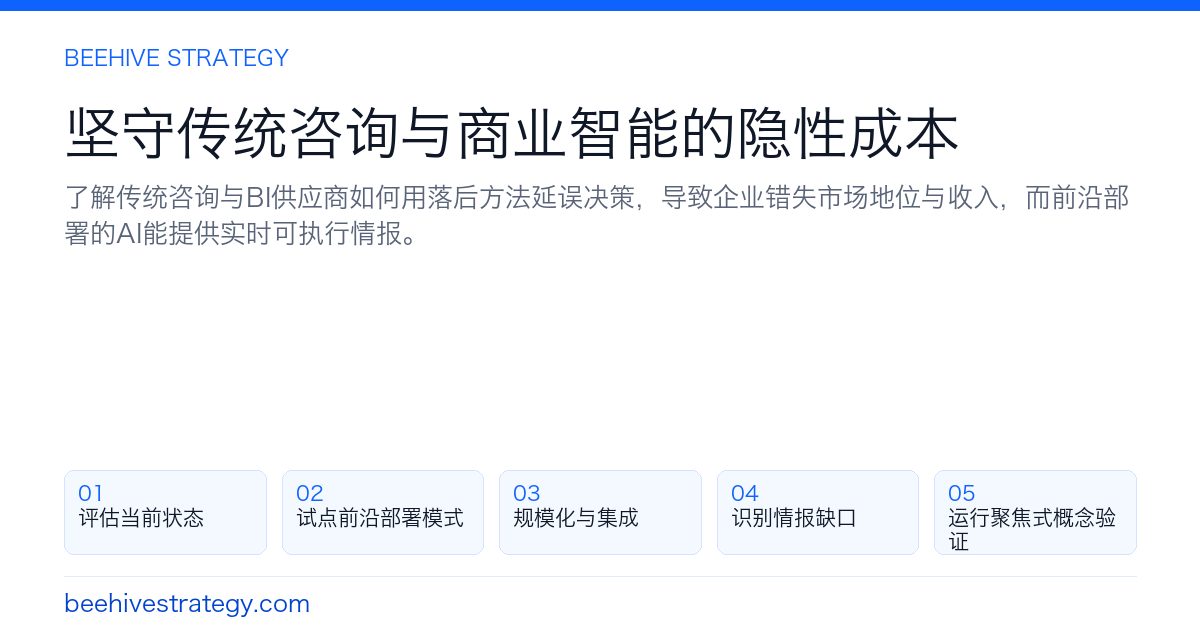 BEEHIVE STRATEGY
坚守传统咨询与商业智能的隐性成本
了解传统咨询与BI供应商如何用落后方法延误决策，导致企业错失市场地位与收入，而前沿部
署的AI能提供实时可执行情报。
01
评估当前状态
02
试点前沿部署模式
03
规模化与集成
04
识别情报缺口
05
运行聚焦式概念验
证
beehivestrategy.com